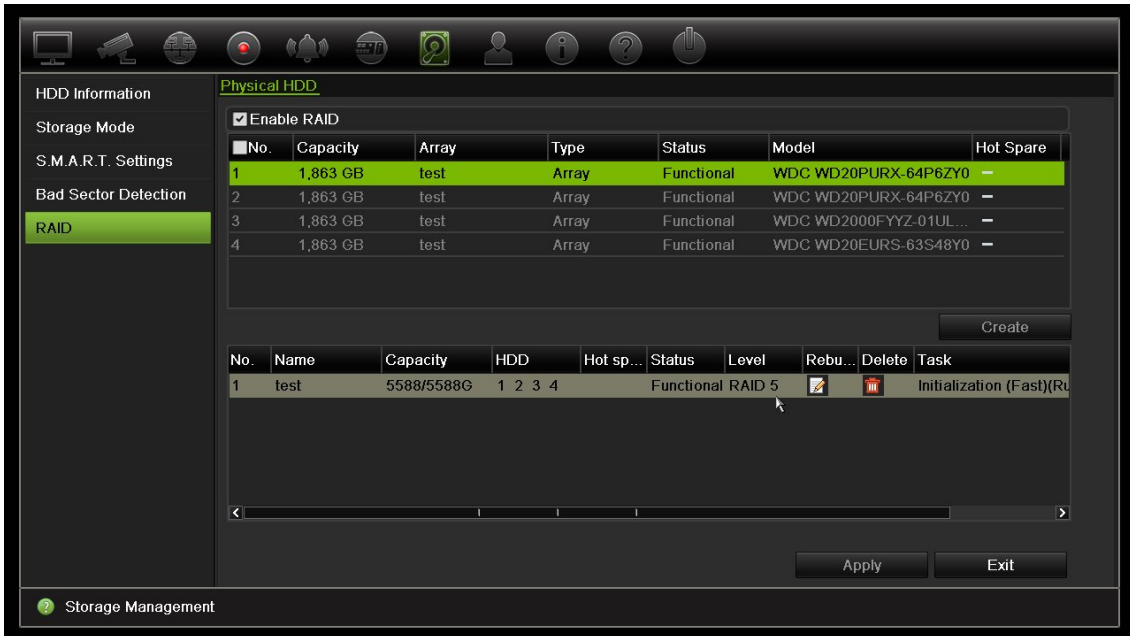 Physical HDD
HDD Information
Storage Mode
S.M.A.R.T. Settings
Bad Sector Detection
RAID
Enable RAID
No. Capacity Array Type Status Model Hot Spare
1 1,863 GB test Array Functional WDC WD20PURX-64P6ZY0 –
2 1,863 GB test Array Functional WDC WD20PURX-64P6ZY0 –
3 1,863 GB test Array Functional WDC WD2000FYYZ-01UL... –
4 1,863 GB test Array Functional WDC WD20EURS-63S48Y0 –
Create
No. Name Capacity HDD Hot sp... Status Level Rebu... Delete Task
1 test 5588/5588G 1 2 3 4 Functional RAID 5 Initialization (Fast)(Ru
Apply Exit
? Storage Management